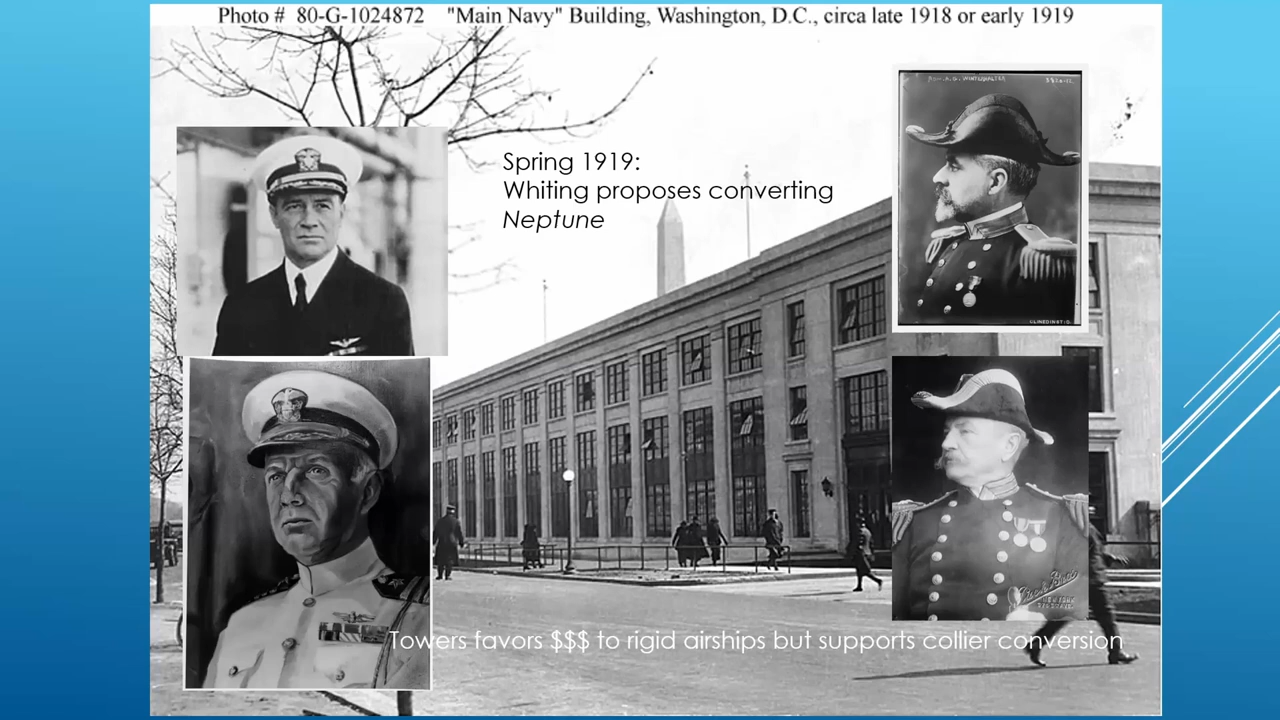 Photo # 80-G-1024872 "Main Navy" Building, Washington, D.C., circa late 1918 or early 1919
Spring 1919:
Whiting proposes converting
Neptune
Towers favors $$$ to rigid airships but supports collier conversion